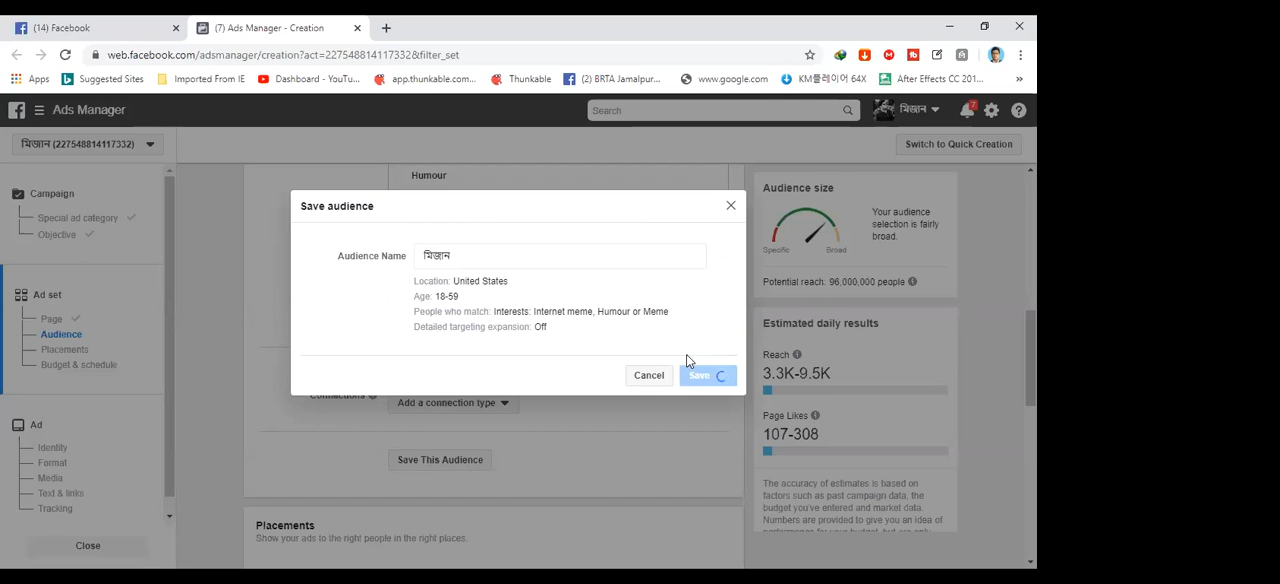 (14) Facebook
(7) Ads Manager - Creation
web.facebook.com/adsmanager/creation?act=227548814117332&filter_set
Apps
Suggested Sites
Imported From IE
Dashboard - YouTu...
app.thunkable.com...
Thunkable
(2) BRTA Jamalpur...
www.google.com
KM플레이어 64X
After Effects CC 201...
»
Ads Manager
Search
মিজান
7
মিজান (227548814117332)
Switch to Quick Creation
Campaign
Special ad category
Objective
Ad set
Page
Audience
Placements
Budget & schedule
Ad
Identity
Format
Media
Text & links
Tracking
Close
Humour
Save audience
Audience Name
মিজান
Location: United States
Age: 18-59
People who match: Interests: Internet meme, Humour or Meme
Detailed targeting expansion: Off
Cancel
Save
Connections
Add a connection type
Save This Audience
Placements
Show your ads to the right people in the right places.
Audience size
Specific
Broad
Your audience
selection is fairly
broad.
Potential reach: 96,000,000 people
Estimated daily results
Reach
3.3K-9.5K
Page Likes
107-308
The accuracy of estimates is based on
factors such as past campaign data, the
budget you've entered and market data.
Numbers are provided to give you an idea of
performance for your budget, but are only